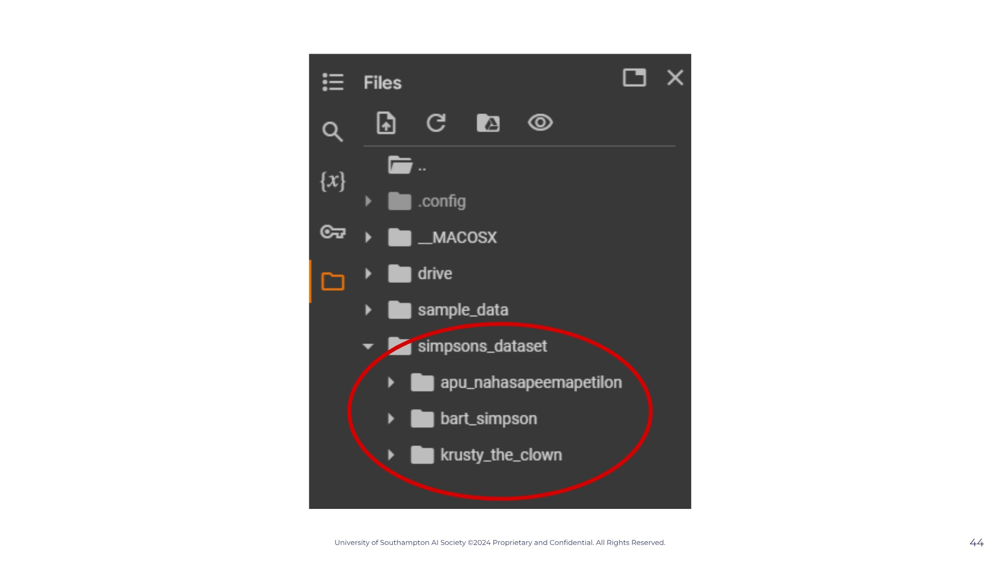 Files
{x}
..
.config
__MACOSX
drive
sample_data
simpsons_dataset
apu_nahasapeemapetilon
bart_simpson
krusty_the_clown
University of Southampton AI Society ©2024 Proprietary and Confidential. All Rights Reserved.
44